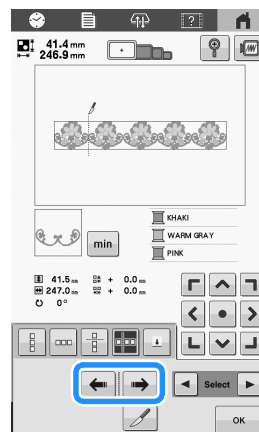 ?
41.4 mm
246.9 mm
min
KHAKI
WARM GRAY
PINK
41.5 mm + 0.0 mm
247.0 mm + 0.0 mm
0°
Select
OK